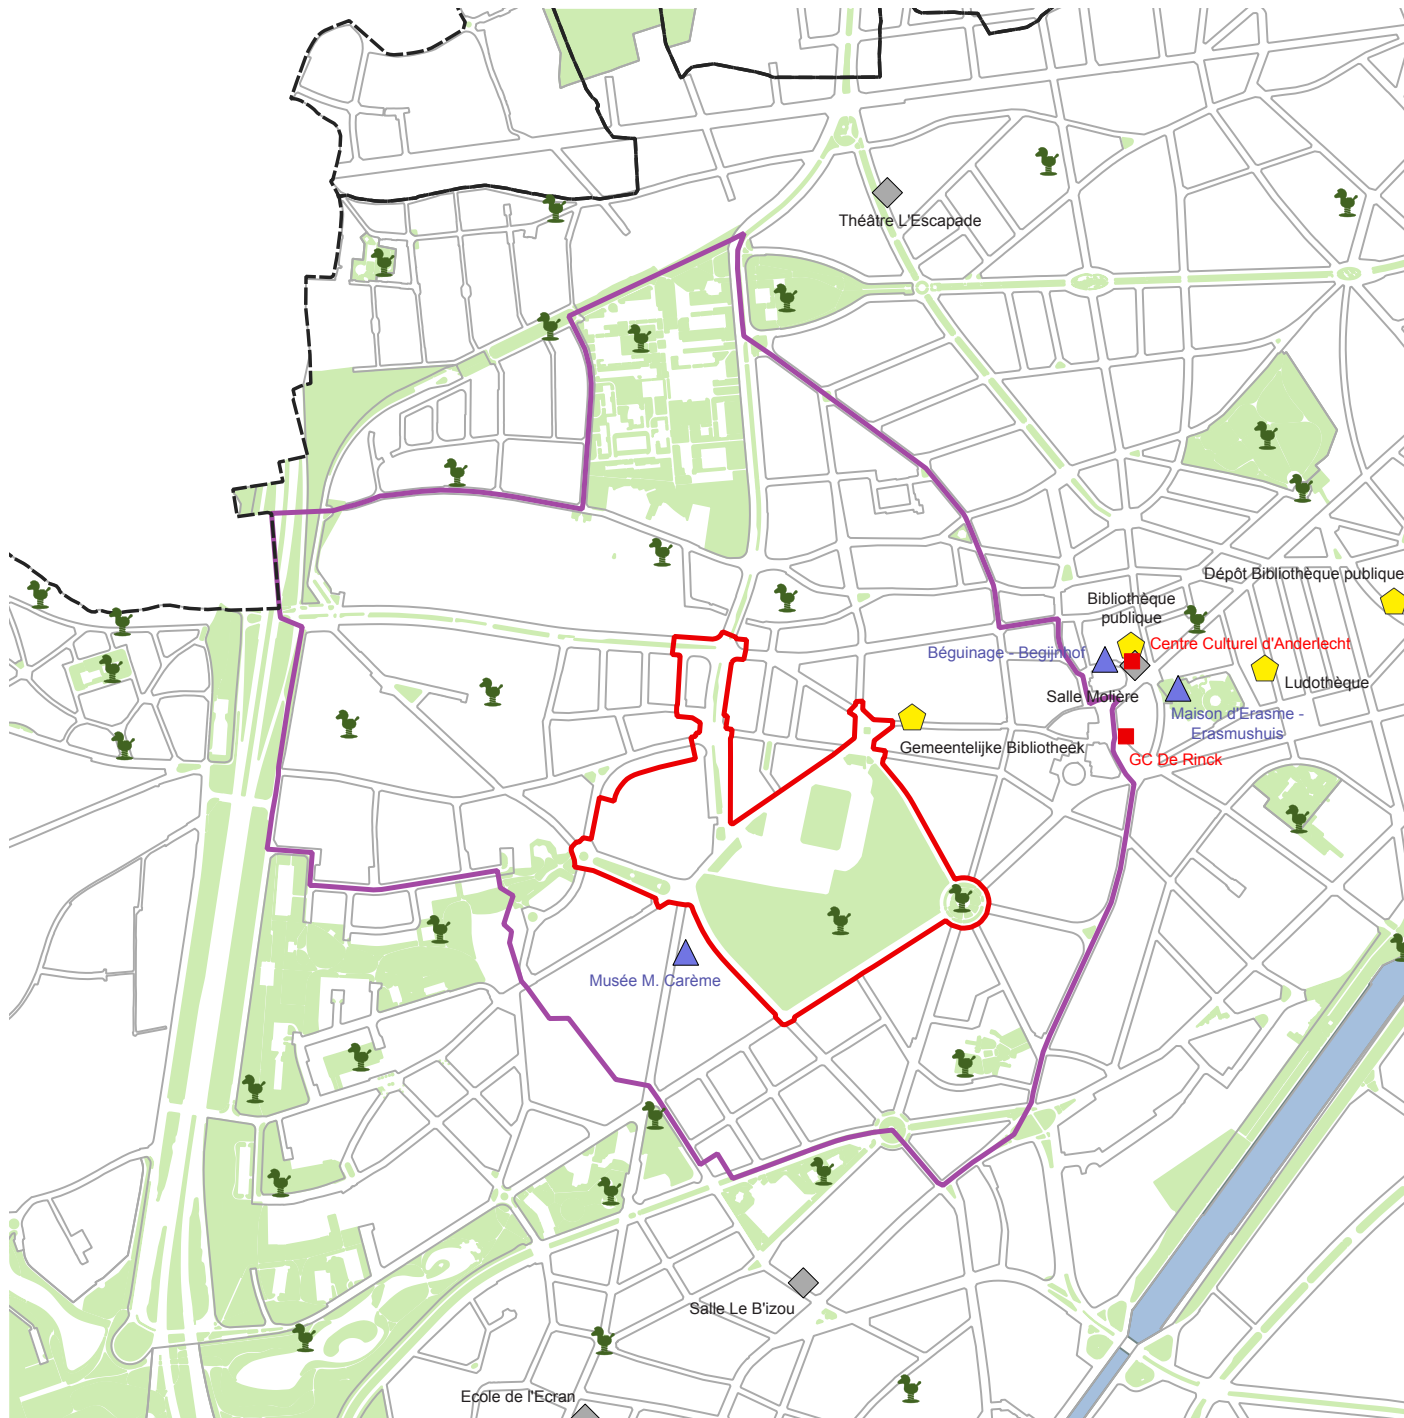 Théâtre L'Escapade
Dépôt Bibliothèque publique
Bibliothèque
publique
Centre Culturel d'Anderlecht
Béguinage - Begijnhof
Ludothèque
Salle Molière
Maison d'Erasme -
Erasmushuis
Gemeentelijke Bibliotheek
GC De Rinck
Musée M. Carème
Salle Le B'izou
Ecole de l'Ecran